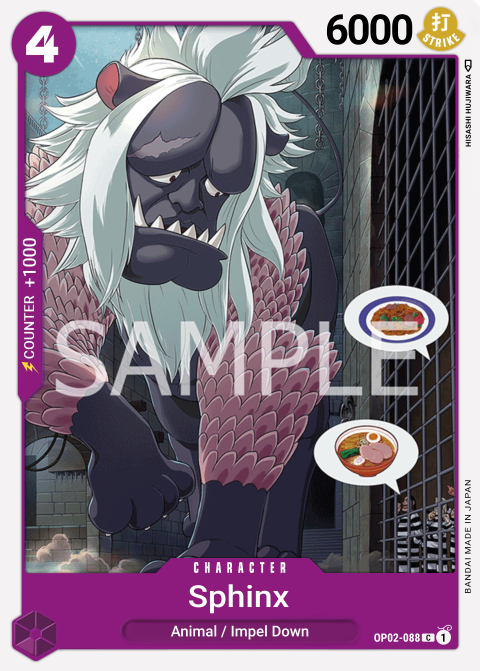 4
6000
打
STRIKE
HISASHI HUJIWARA
COUNTER +1000
SAMPLE
BANDAI MADE IN JAPAN
CHARACTER
Sphinx
Animal / Impel Down
OP02-088 C 1